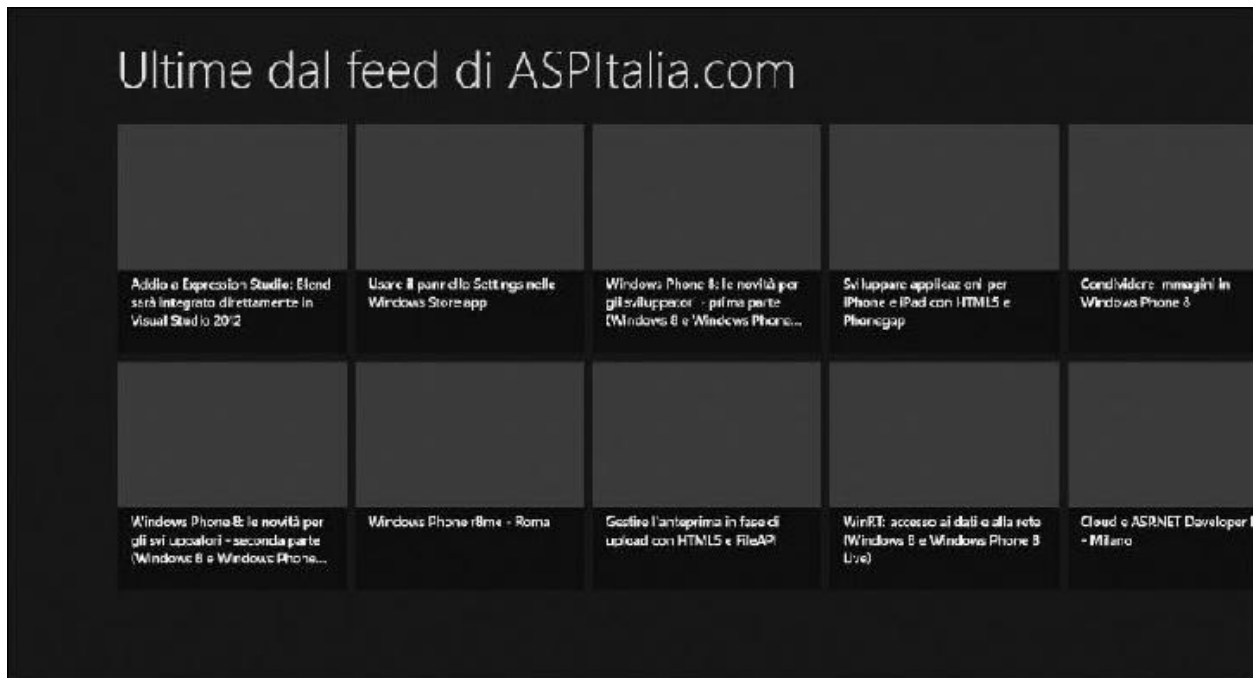 Ultime dal feed di ASPItalia.com
Addio a Expression Studio: Blend
sarà integrato direttamente in
Visual Studio 2012
Usare il pannello Settings nelle
Windows Store app
Windows Phone 8: le novità per
gli sviluppatori - prima parte
(Windows 8 e Windows Phone...
Sviluppare applicazioni per
iPhone e iPad con HTML5 e
Phonegap
Condividere immagini in
Windows Phone 8
Windows Phone 8: le novità per
gli sviluppatori - seconda parte
(Windows 8 e Windows Phone...
Windows Phone r8me - Roma
Gestire l'anteprima in fase di
upload con HTML5 e FileAPI
WinRT: accesso ai dati e alla rete
(Windows 8 e Windows Phone 8
Live)
Cloud e ASP.NET Developer
- Milano